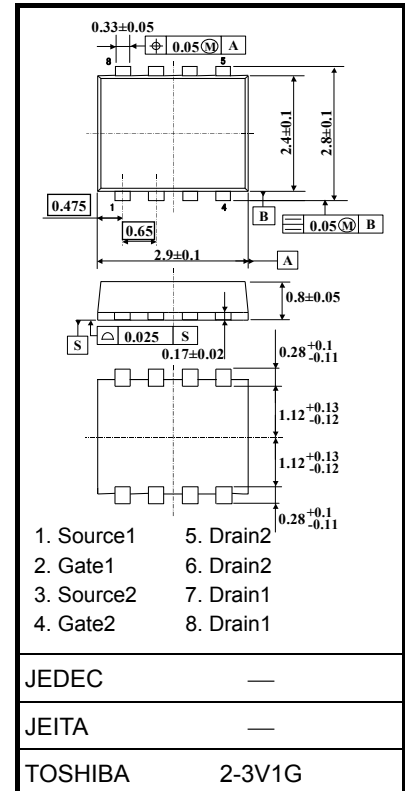 0.33±0.05
⌖ 0.05Ⓜ A
8 5
2.4±0.1
2.8±0.1
0.475
1 4
B
0.65
⌯ 0.05Ⓜ B
2.9±0.1
A
0.8±0.05
S
⌓ 0.025 S
0.17±0.02
0.28 +0.1 -0.11
1.12 +0.13 -0.12
1.12 +0.13 -0.12
0.28 +0.1 -0.11
1. Source1 5. Drain2
2. Gate1 6. Drain2
3. Source2 7. Drain1
4. Gate2 8. Drain1
JEDEC ―
JEITA ―
TOSHIBA 2-3V1G